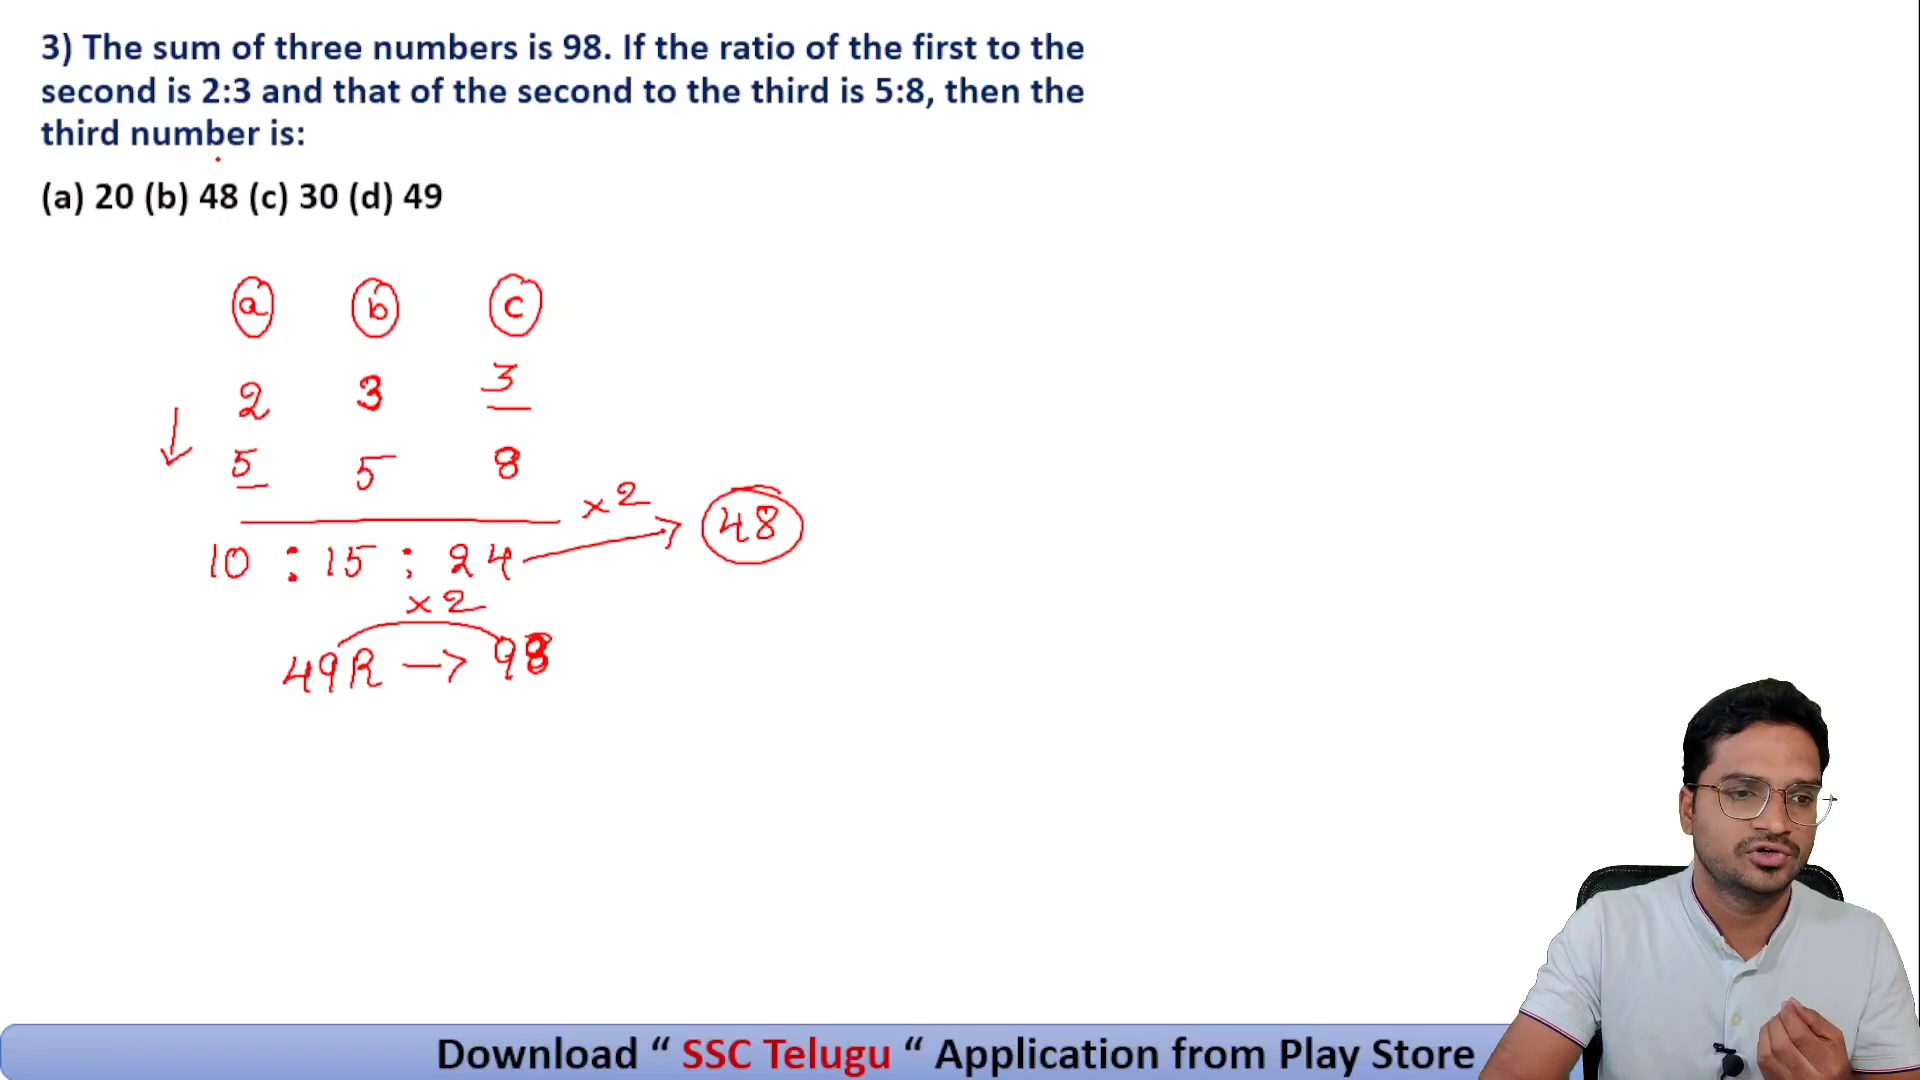 3) The sum of three numbers is 98. If the ratio of the first to the
second is 2:3 and that of the second to the third is 5:8, then the
third number is:
(a) 20 (b) 48 (c) 30 (d) 49
a b c
2 3 3
5 5 8
×2
48
10 : 15 : 24
×2
49R → 98
Download “ SSC Telugu “ Application from Play Store